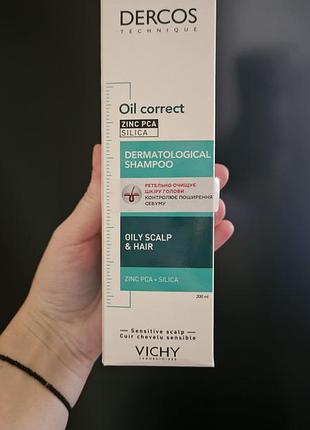 DERCOS
TECHNIQUE
Oil correct
ZINC PCA
SILICA
DERMATOLOGICAL
SHAMPOO
РЕТЕЛЬНО ОЧИЩУЄ
ШКІРУ ГОЛОВИ
КОНТРОЛЮЄ ПОШИРЕННЯ
СЕБУМУ
OILY SCALP
& HAIR
ZINC PCA + SILICA
200 ml
Sensitive scalp
Cuir chevelu sensible
VICHY
LABORATOIRES